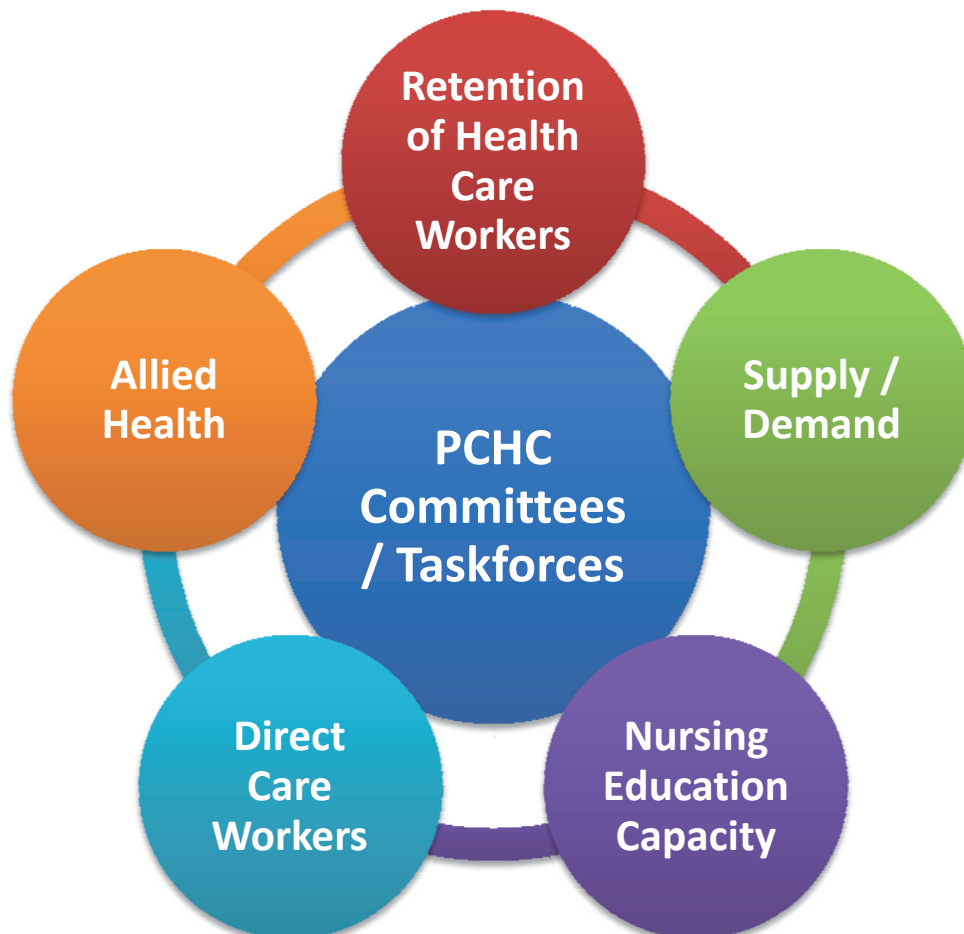 Retention
of Health
Care
Workers
Allied
Health
Supply /
Demand
PCHC
Committees
/ Taskforces
Direct
Care
Workers
Nursing
Education
Capacity